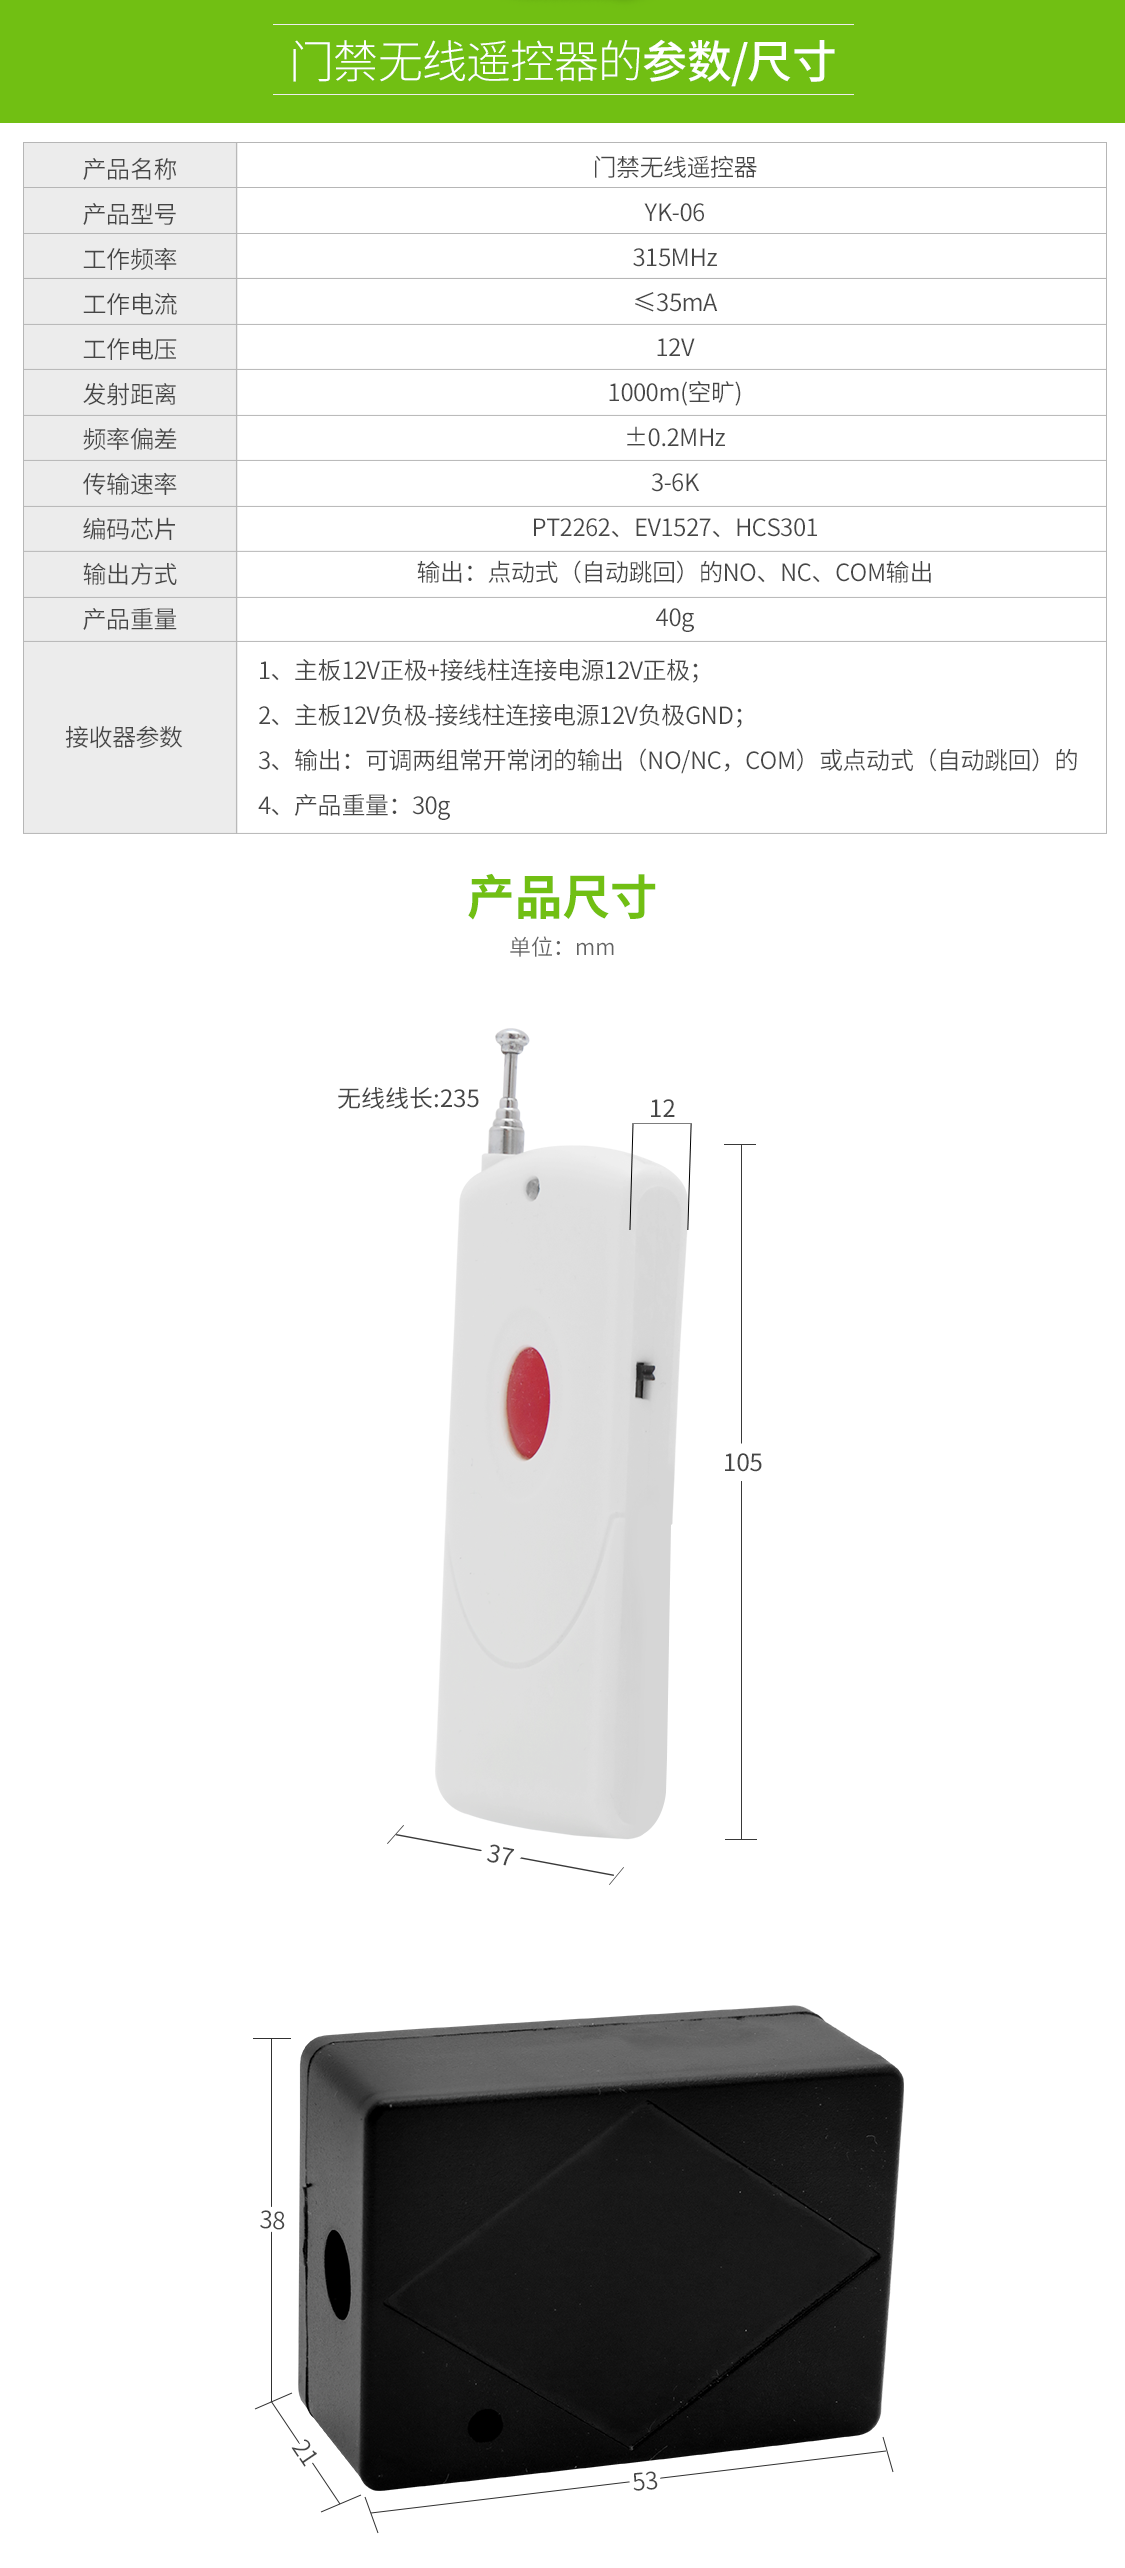 门禁无线遥控器的参数/尺寸
产品名称 门禁无线遥控器
产品型号 YK-06
工作频率 315MHz
工作电流 ≤35mA
工作电压 12V
发射距离 1000m(空旷)
频率偏差 ±0.2MHz
传输速率 3-6K
编码芯片 PT2262、EV1527、HCS301
输出方式 输出：点动式（自动跳回）的NO、NC、COM输出
产品重量 40g
接收器参数
1、主板12V正极+接线柱连接电源12V正极；
2、主板12V负极-接线柱连接电源12V负极GND；
3、输出：可调两组常开常闭的输出（NO/NC，COM）或点动式（自动跳回）的
4、产品重量：30g
产品尺寸
单位：mm
无线线长:235
12
105
37
38
21
53